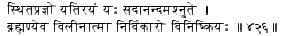 स्थितप्रज्ञो यतिरयं यः सदानन्दमश्नुते ।
ब्रह्मण्येव विलीनात्मा निर्विकारो विनिष्क्रियः ॥४२६॥